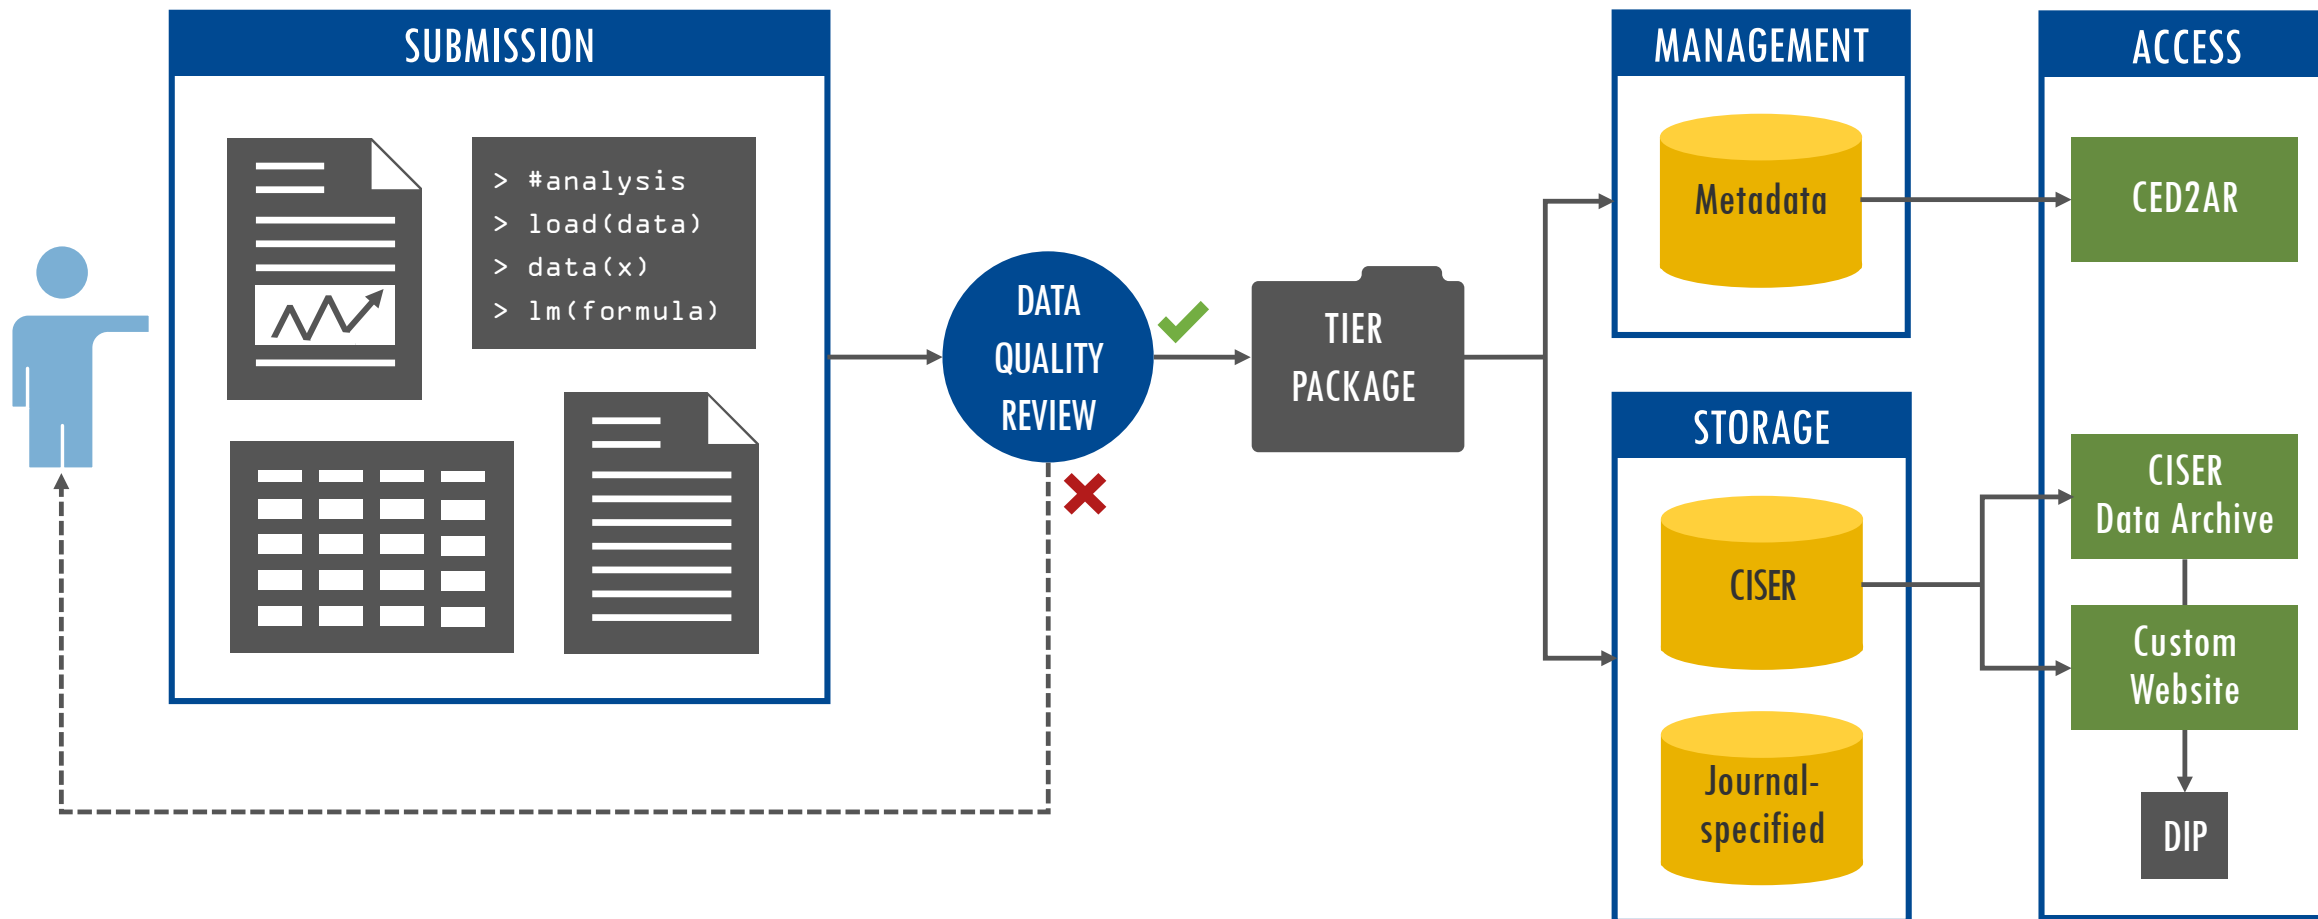 SUBMISSION
> #analysis
> load(data)
> data(x)
> lm(formula)
DATA
QUALITY
REVIEW
TIER
PACKAGE
MANAGEMENT
Metadata
STORAGE
CISER
Journal-
specified
ACCESS
CED2AR
CISER
Data Archive
Custom
Website
DIP